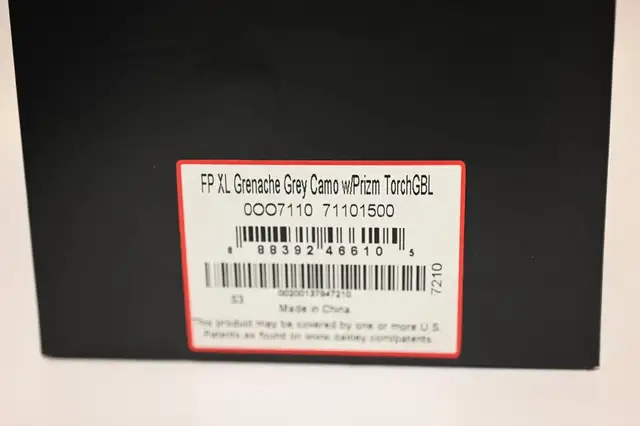 FP XL Grenache Grey Camo w/Prizm TorchGBL
0OO7110 71101500
8 88392 46610 5
7210
00200137947210
S3
Made in China
This product may be covered by one or more U.S.
Patents as found on www.oakley.com/patents.